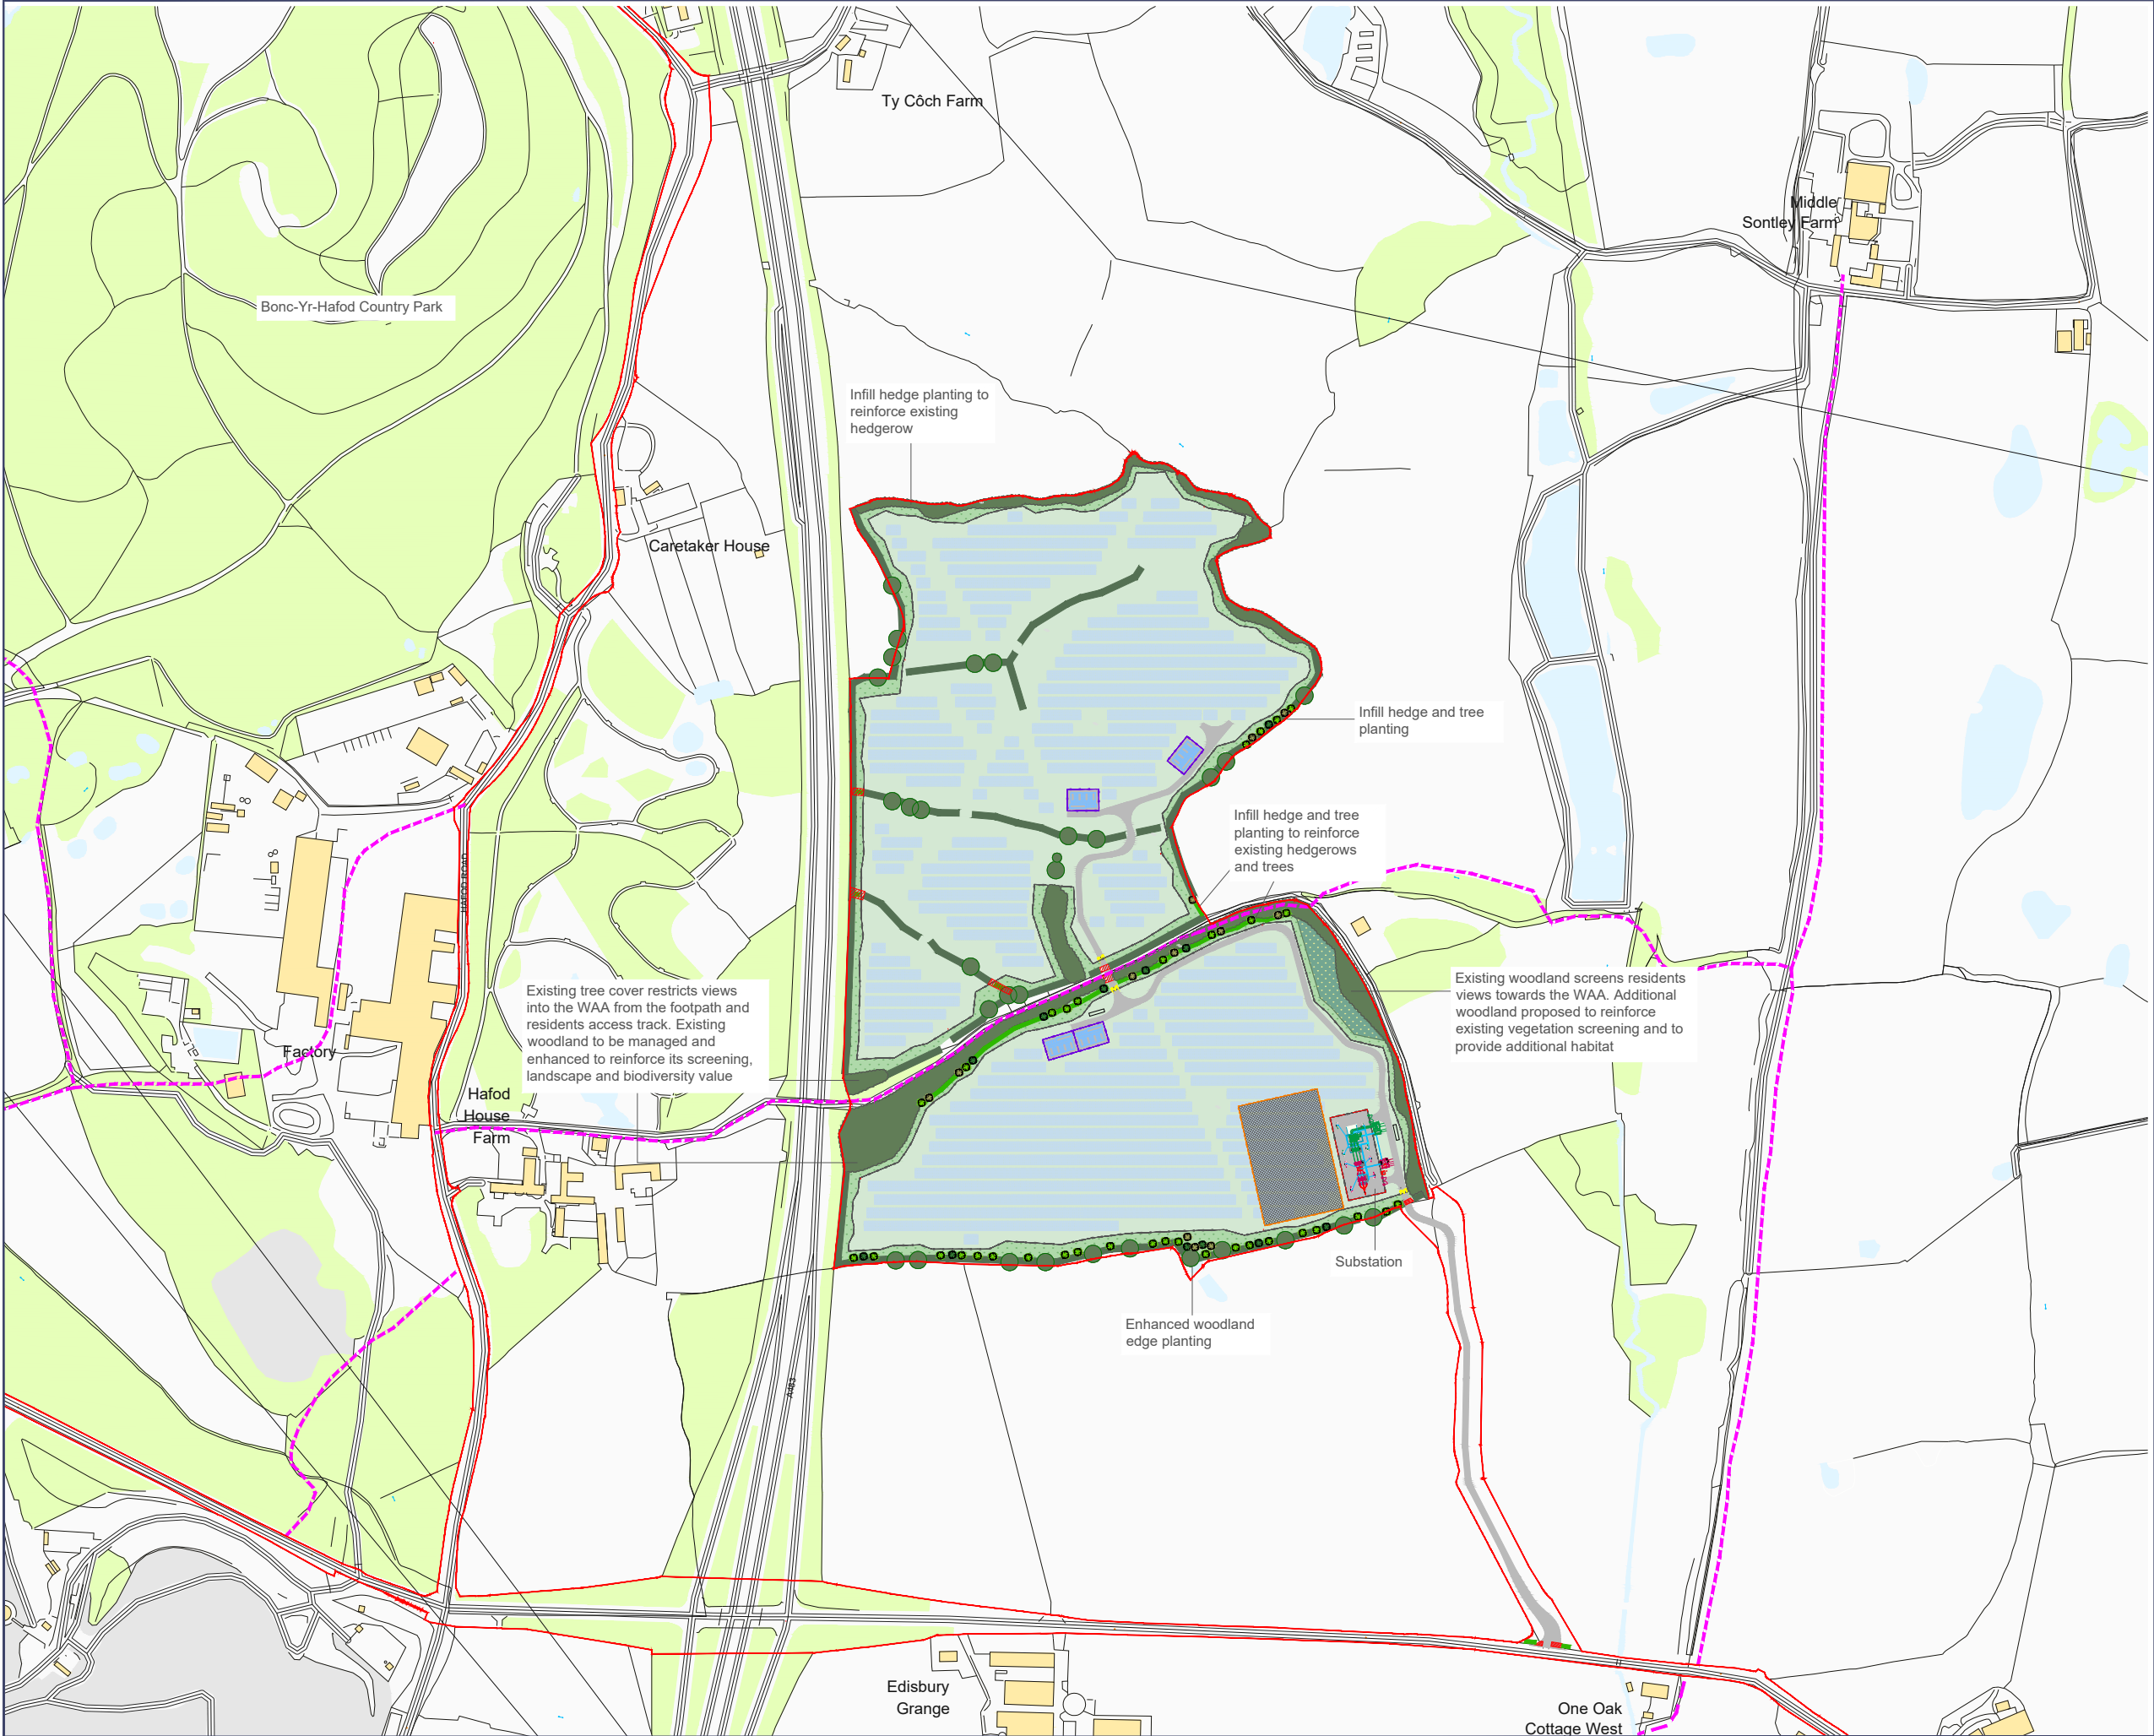 Ty Côch Farm
Middle
Sontley Farm
Bonc-Yr-Hafod Country Park
Infill hedge planting to
reinforce existing
hedgerow
Caretaker House
Infill hedge and tree
planting
Infill hedge and tree
planting to reinforce
existing hedgerows
and trees
HAFOD ROAD
Existing woodland screens residents
views towards the WAA. Additional
woodland proposed to reinforce
existing vegetation screening and to
provide additional habitat
Existing tree cover restricts views
into the WAA from the footpath and
residents access track. Existing
woodland to be managed and
enhanced to reinforce its screening,
landscape and biodiversity value
Factory
Hafod
House
Farm
Substation
Enhanced woodland
edge planting
A483
Edisbury
Grange
One Oak
Cottage West